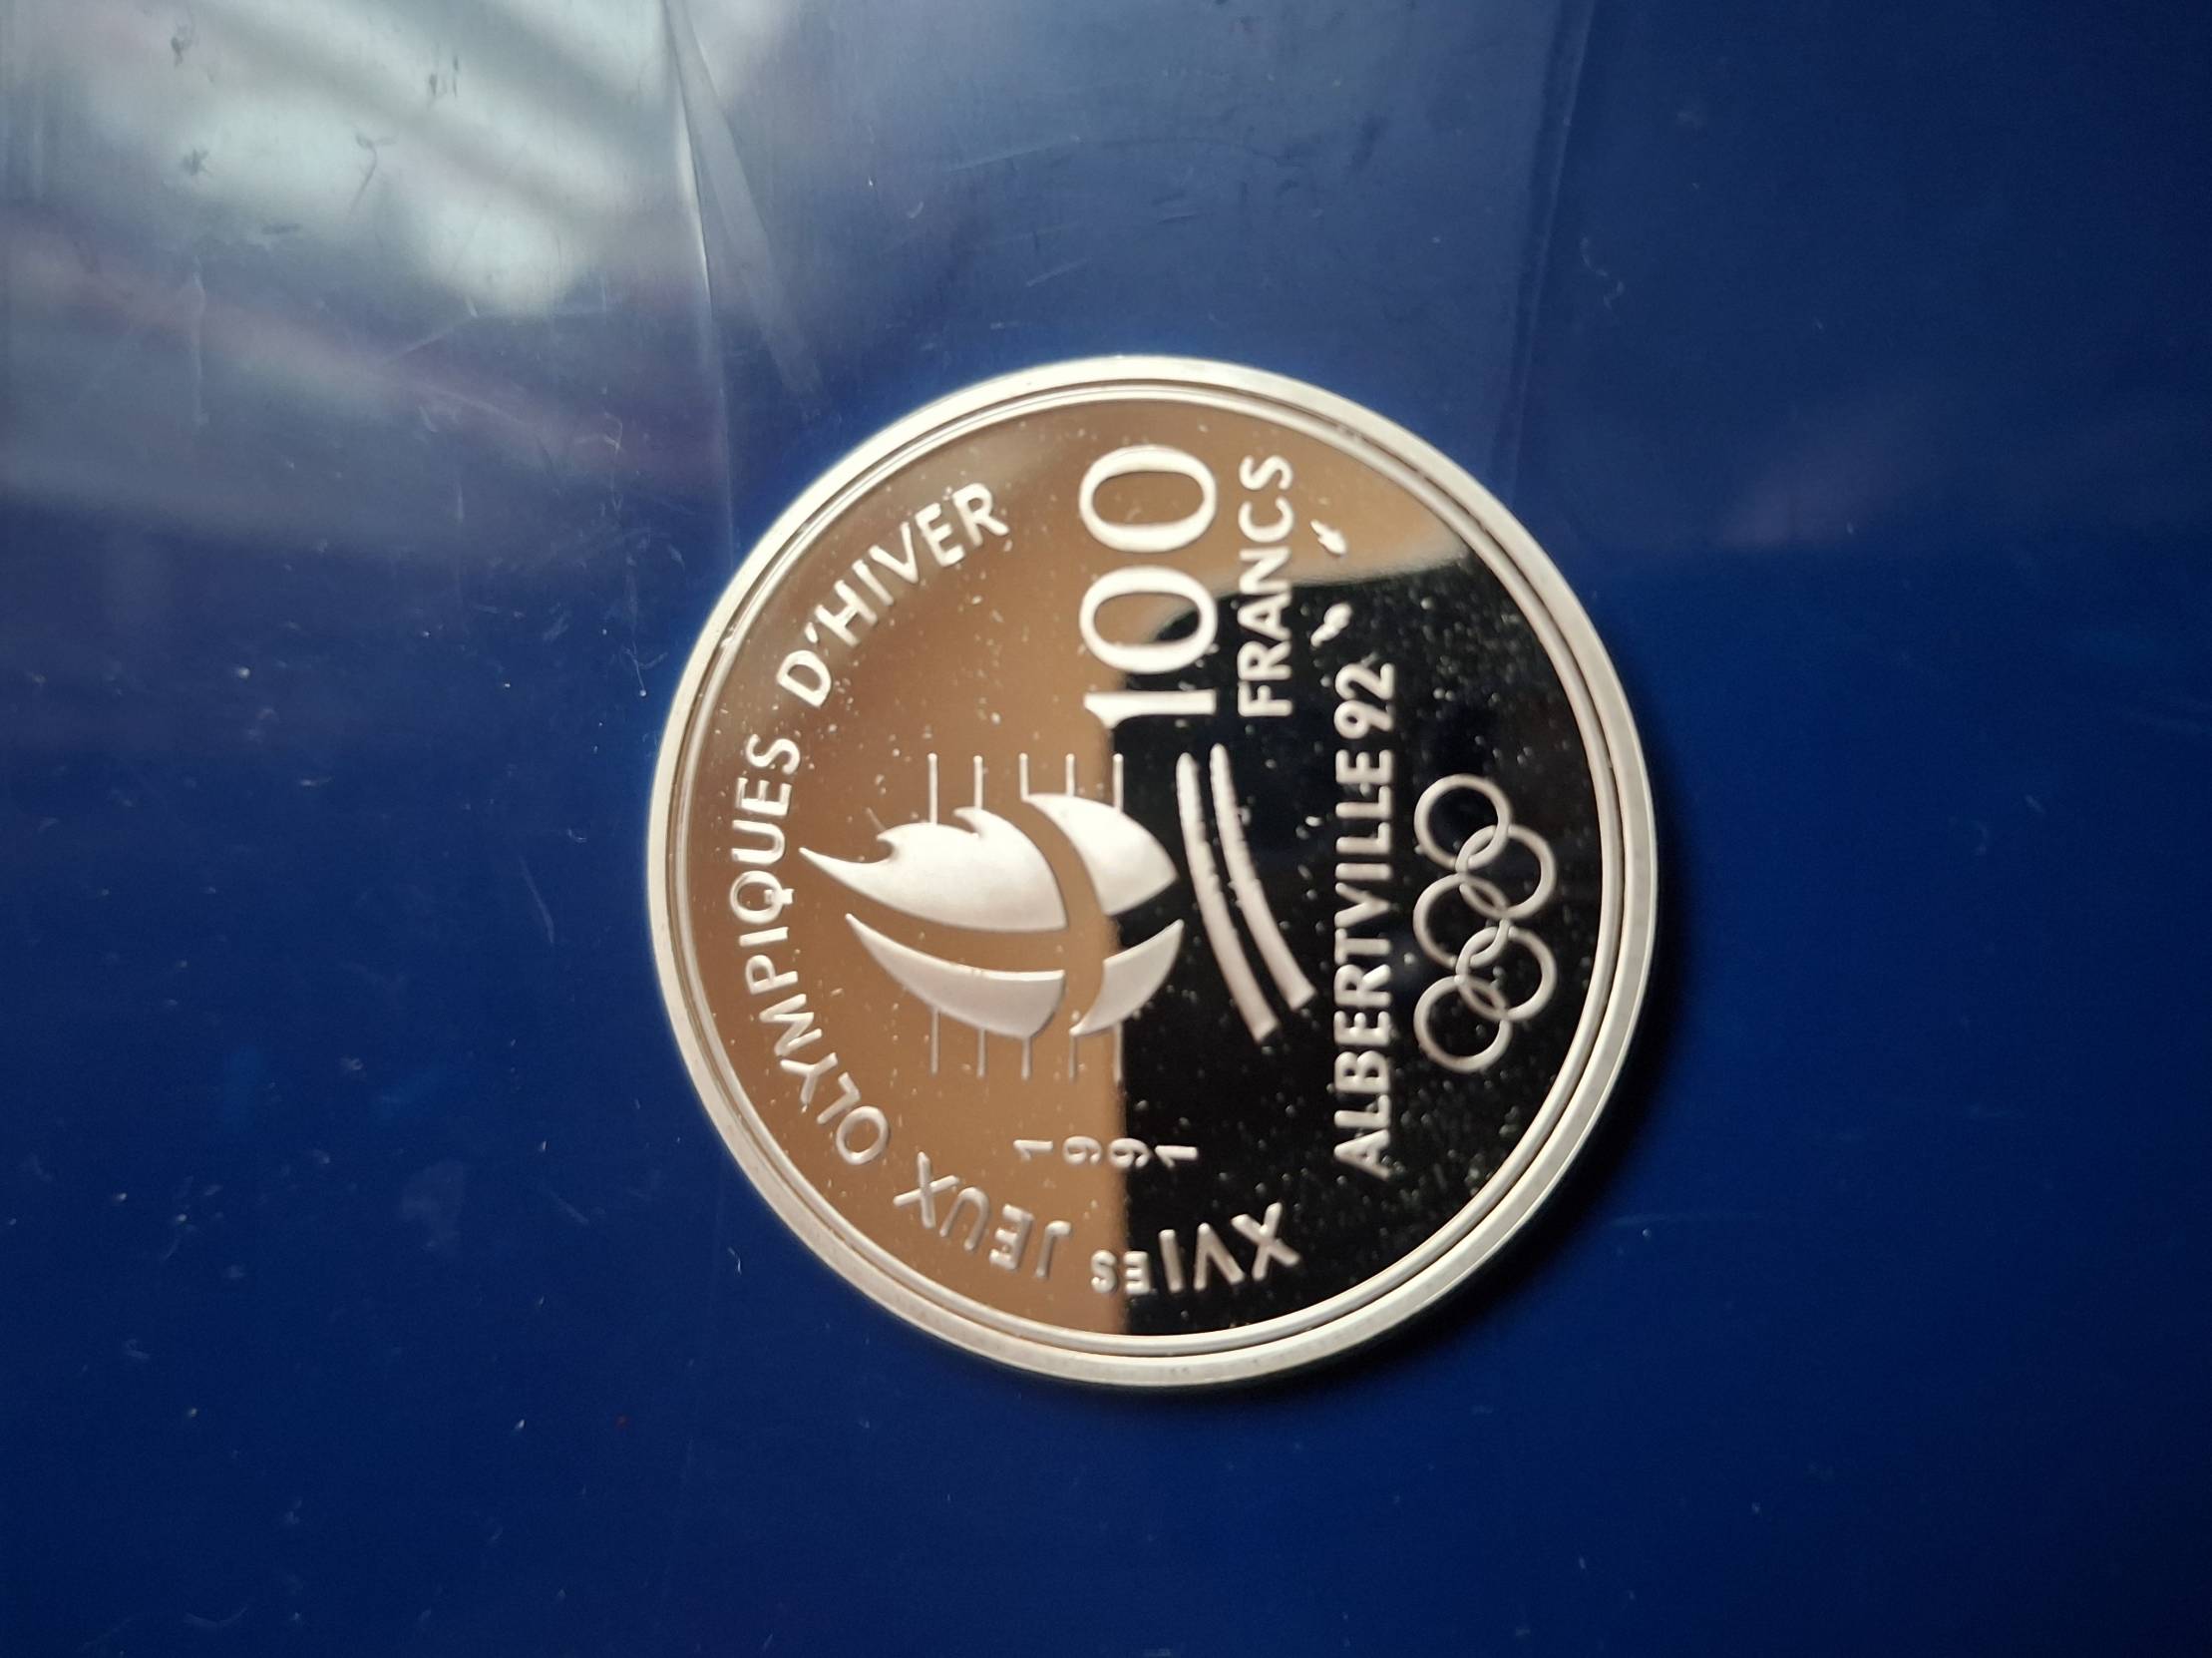 XVIES JEUX OLYMPIQUES D'HIVER
1991
100
FRANCS
ALBERTVILLE 92